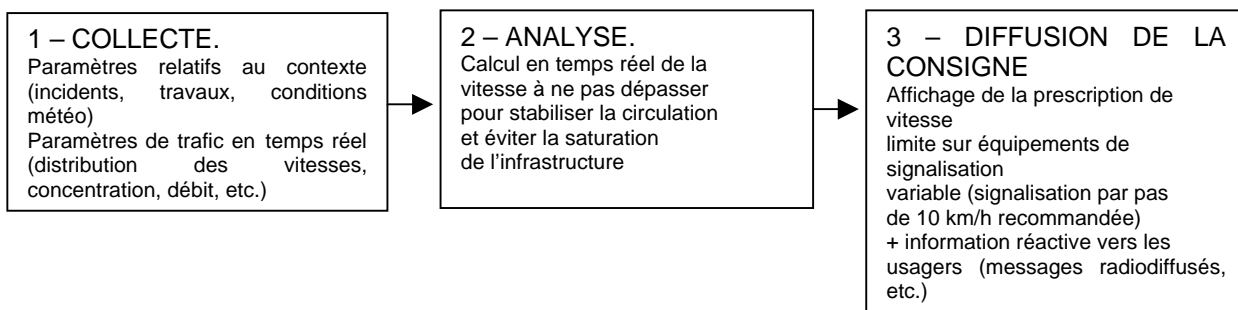 1 – COLLECTE.
Paramètres relatifs au contexte
(incidents, travaux, conditions
météo)
Paramètres de trafic en temps réel
(distribution des vitesses,
concentration, débit, etc.)
2 – ANALYSE.
Calcul en temps réel de la
vitesse à ne pas dépasser
pour stabiliser la circulation
et éviter la saturation
de l'infrastructure
3 – DIFFUSION DE LA
CONSIGNE
Affichage de la prescription de
vitesse
limite sur équipements de
signalisation
variable (signalisation par pas
de 10 km/h recommandée)
+ information réactive vers les
usagers (messages radiodiffusés,
etc.)